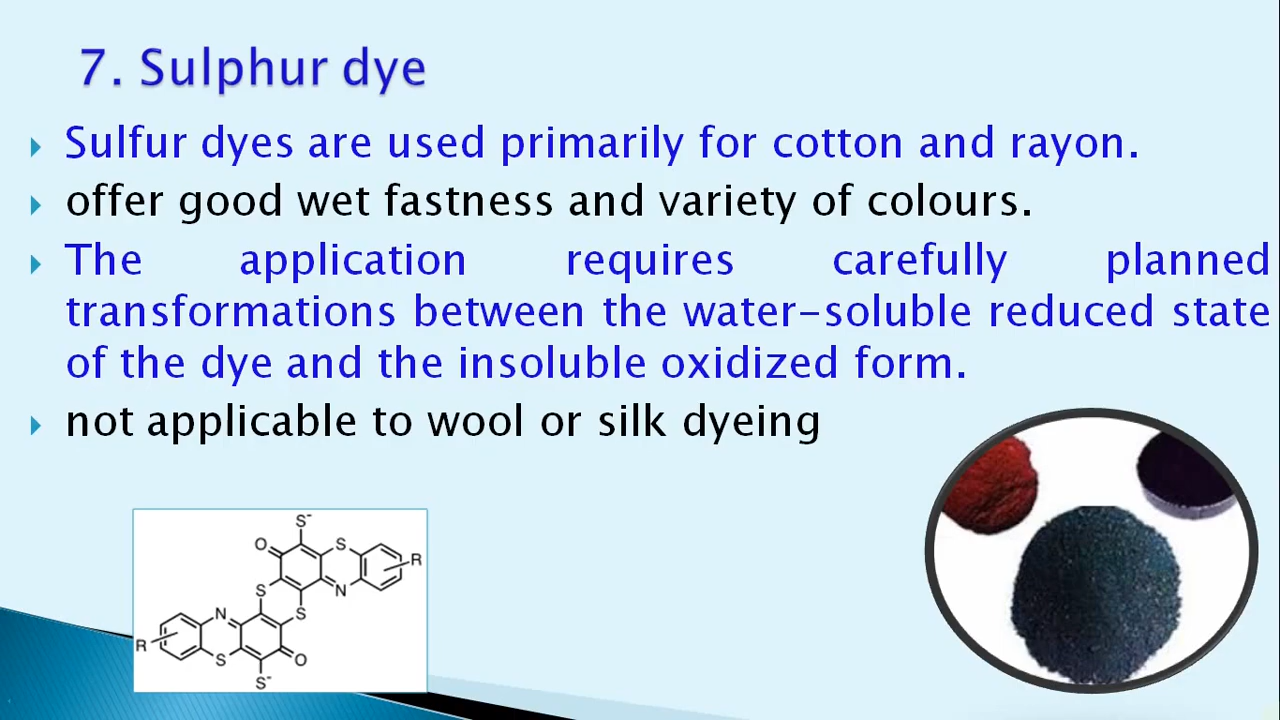 7. Sulphur dye
Sulfur dyes are used primarily for cotton and rayon.
offer good wet fastness and variety of colours.
The application requires carefully planned
transformations between the water-soluble reduced state
of the dye and the insoluble oxidized form.
not applicable to wool or silk dyeing
S-
O S
R
S N
N S
R
S O
S-